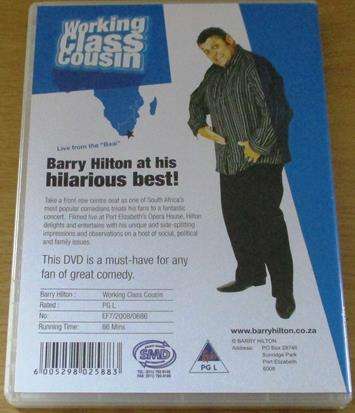 Working
Class
Cousin
Live from the "Baai"
Barry Hilton at his
hilarious best!
Take a front row centre seat as one of South Africa's
most popular comedians treats his fans to a fantastic
concert. Filmed live at Port Elizabeth's Opera House, Hilton
delights and entertains with his unique and side-splitting
impressions and observations on a host of social, political
and family issues.
This DVD is a must-have for any
fan of great comedy.
Barry Hilton : Working Class Cousin
Rated : PG L
No: EF7/2008/0686
Running Time: 66 Mins
6 005298 025883
SMD
PG L
www.barryhilton.co.za
© BARRY HILTON
Address: PO Box
Sunridge Park
Port Elizabeth
6008